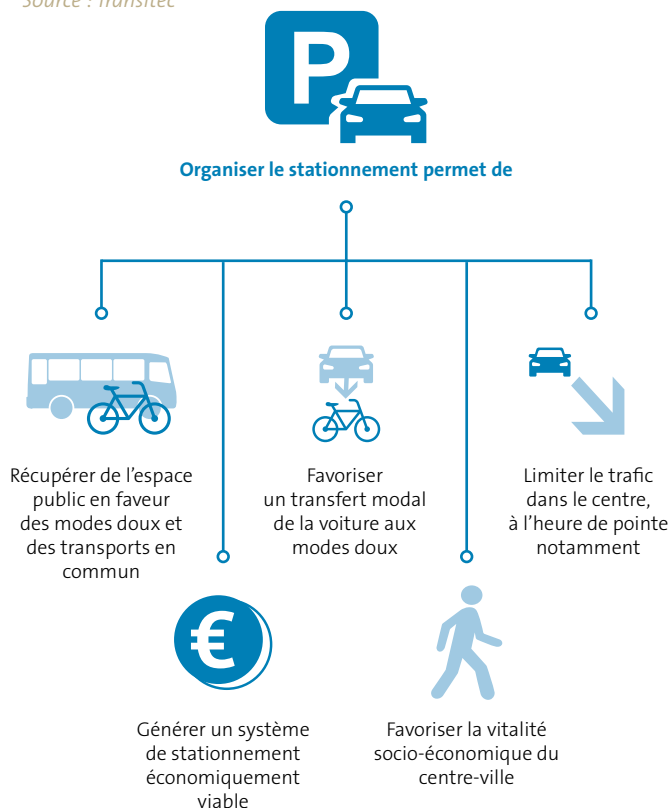 Source : Transitec
P
Organiser le stationnement permet de
Récupérer de l'espace
public en faveur
des modes doux et
des transports en
commun
Favoriser
un transfert modal
de la voiture aux
modes doux
Limiter le trafic
dans le centre,
à l'heure de pointe
notamment
€
Générer un système
de stationnement
économiquement
viable
Favoriser la vitalité
socio-économique du
centre-ville